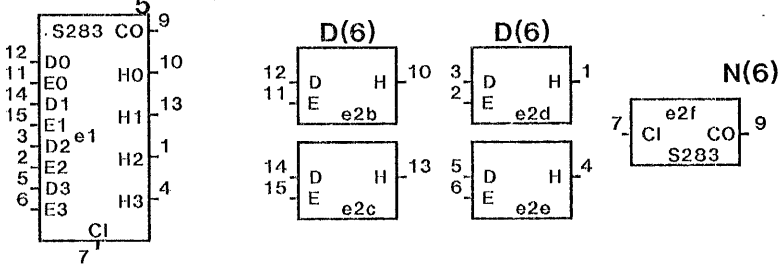 5
S283 CO 9
12 D0
11 E0 H0 10
14 D1
15 E1 H1 13
3 D2 e1
2 E2 H2 1
5 D3
6 E3 H3 4
CI
7
D(6)
12 D H 10
11 E
e2b
14 D H 13
15 E
e2c
D(6)
3 D H 1
2 E
e2d
5 D H 4
6 E
e2e
N(6)
e2f
7 CI CO 9
S283